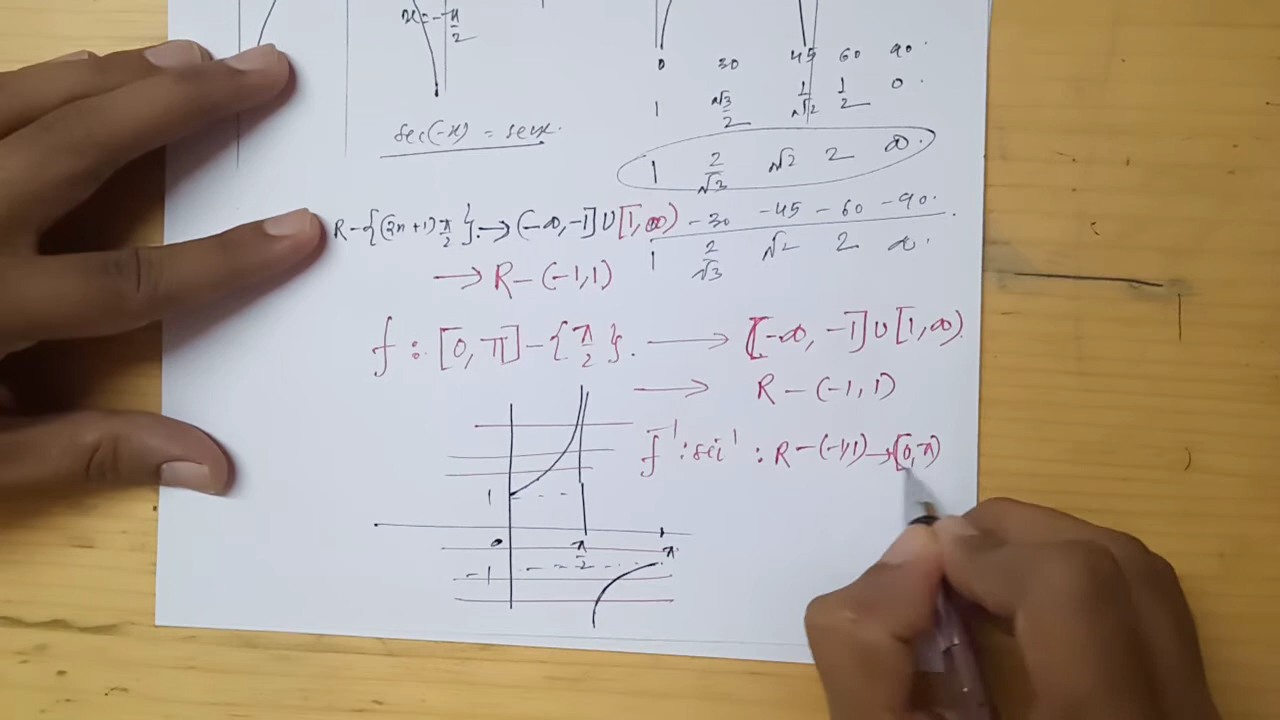 x = -π/2
0 30 45 60 90.
1 √3/2 1/√2 1/2 0.
sec(-x) = secx.
1 2/√3 √2 2 ∞.
R-{(2n+1)π/2}. → (-∞,-1]∪[1,∞) -30 -45 -60 -90.
1 2/√3 √2 2 ∞.
→ R-(-1,1)
f : [0, π] - {π/2}. → (-∞, -1] ∪ [1, ∞).
→ R - (-1, 1)
f⁻¹ : sec⁻¹ : R - (-1,1) → [0, π]
1
0 π/2 π
-1